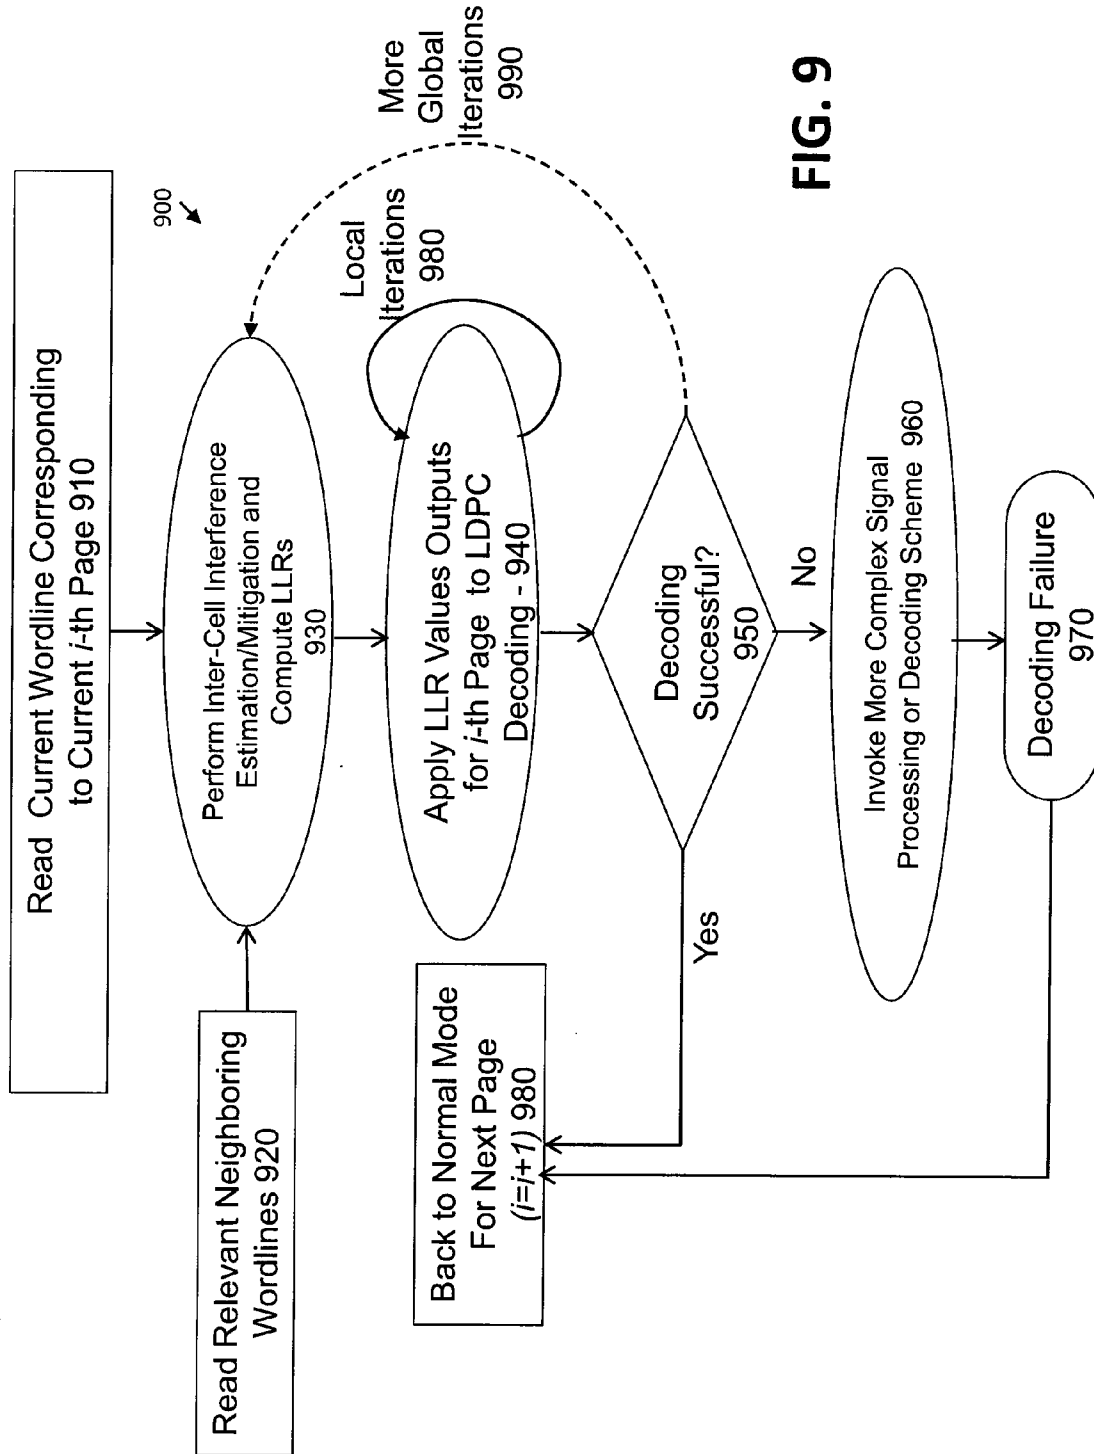 Read Current Wordline Corresponding
to Current i-th Page 910
900
Read Relevant Neighboring
Wordlines 920
Perform Inter-Cell Interference
Estimation/Mitigation and
Compute LLRs
930
More
Global
Iterations
990
Local
Iterations
980
Apply LLR Values Outputs
for i-th Page to LDPC
Decoding - 940
Back to Normal Mode
For Next Page
(i=i+1) 980
Decoding
Successful?
950
Yes
No
Invoke More Complex Signal
Processing or Decoding Scheme 960
Decoding Failure
970
FIG. 9